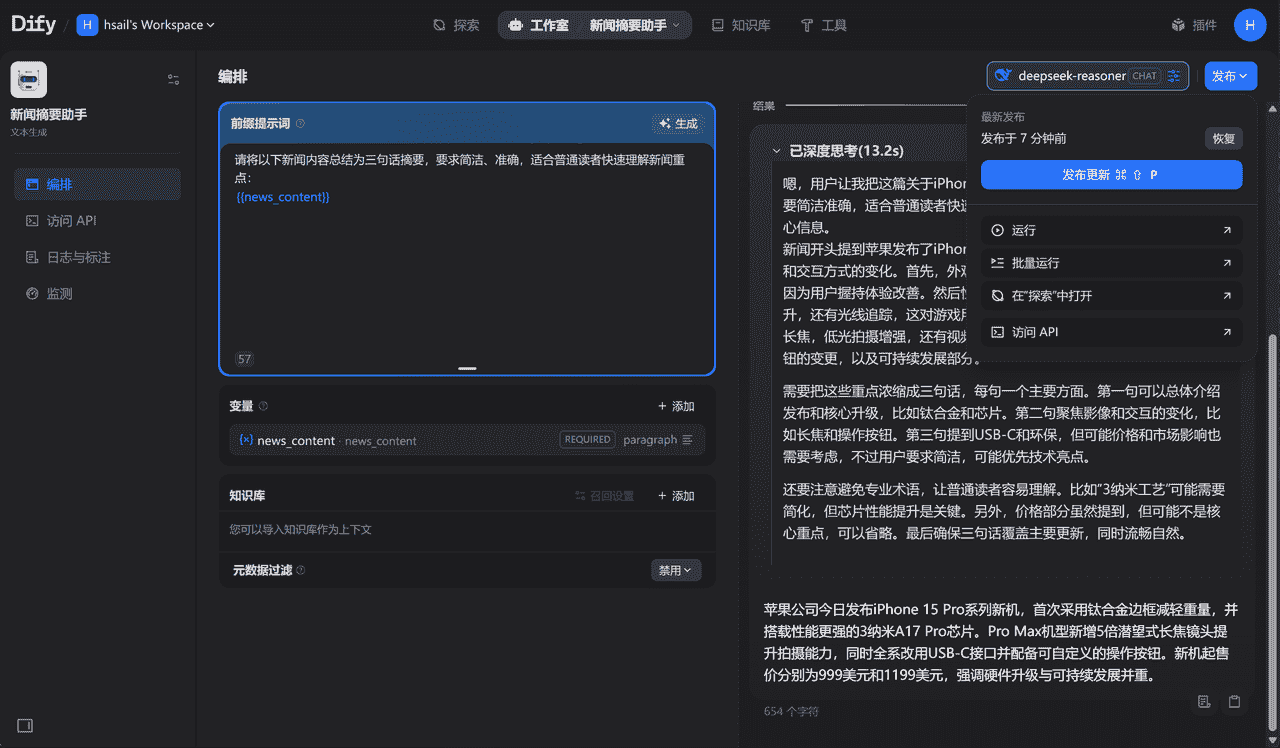 Dify / H hsail's Workspace
探索
工作室
新闻摘要助手
知识库
工具
插件
H
新闻摘要助手
文本生成
编排
访问 API
日志与标注
监测
编排
deepseek-reasoner CHAT
发布
前缀提示词
生成
请将以下新闻内容总结为三句话摘要，要求简洁、准确，适合普通读者快速理解新闻重
点：
{{news_content}}
57
变量
+ 添加
{x} news_content · news_content
REQUIRED
paragraph
知识库
召回设置
+ 添加
您可以导入知识库作为上下文
元数据过滤
禁用
结果
已深度思考(13.2s)
嗯，用户让我把这篇关于iPhon
要简洁准确，适合普通读者快速
心信息。
新闻开头提到苹果发布了iPhon
和交互方式的变化。首先，外观
因为用户握持体验改善。然后性
升，还有光线追踪，这对游戏用
长焦，低光拍摄增强，还有视频
钮的变更，以及可持续发展部分。
需要把这些重点浓缩成三句话，每句一个主要方面。第一句可以总体介绍
发布和核心升级，比如钛合金和芯片。第二句聚焦影像和交互的变化，比
如长焦和操作按钮。第三句提到USB-C和环保，但可能价格和市场影响也
需要考虑，不过用户要求简洁，可能优先技术亮点。
还要注意避免专业术语，让普通读者容易理解。比如"3纳米工艺"可能需要
简化，但芯片性能提升是关键。另外，价格部分虽然提到，但可能不是核
心重点，可以省略。最后确保三句话覆盖主要更新，同时流畅自然。
苹果公司今日发布iPhone 15 Pro系列新机，首次采用钛合金边框减轻重量，并
搭载性能更强的3纳米A17 Pro芯片。Pro Max机型新增5倍潜望式长焦镜头提
升拍摄能力，同时全系改用USB-C接口并配备可自定义的操作按钮。新机起售
价分别为999美元和1199美元，强调硬件升级与可持续发展并重。
654 个字符
最新发布
发布于 7 分钟前
恢复
发布更新 ⌘ ⇧ P
运行
批量运行
在"探索"中打开
访问 API